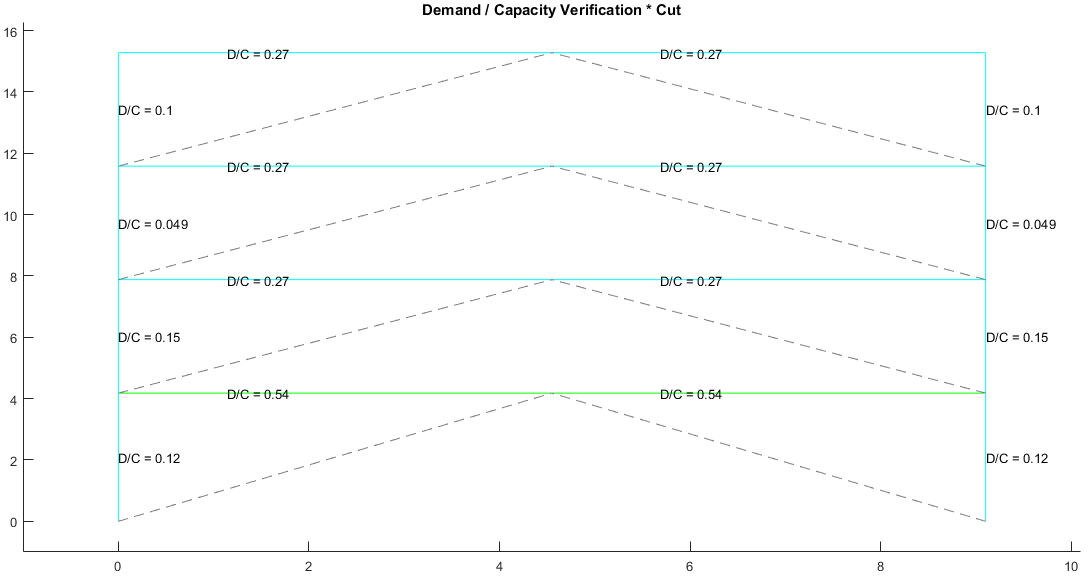 Demand / Capacity Verification * Cut
16
D/C = 0.27 D/C = 0.27
14
D/C = 0.1 D/C = 0.1
12
D/C = 0.27 D/C = 0.27
10
D/C = 0.049 D/C = 0.049
8
D/C = 0.27 D/C = 0.27
6
D/C = 0.15 D/C = 0.15
4
D/C = 0.54 D/C = 0.54
2
D/C = 0.12 D/C = 0.12
0
0 2 4 6 8 10